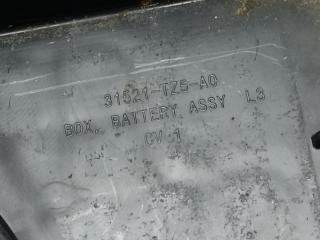 31521-TZ5-A0
BOX, BATTERY ASSY L3
CV 1